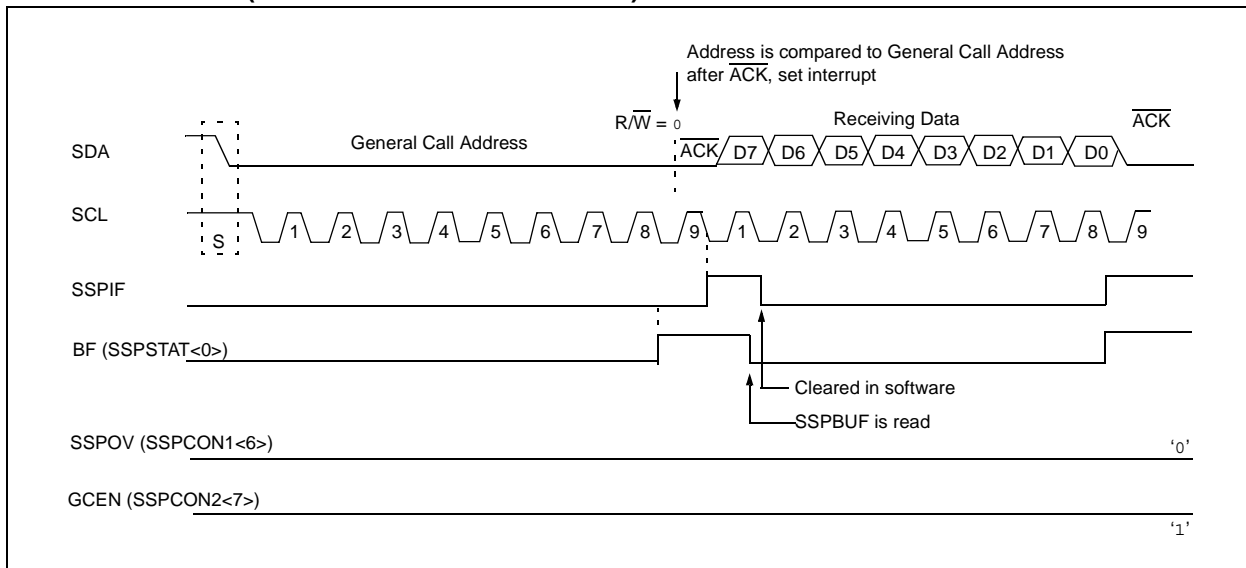 Address is compared to General Call Address
after ACK, set interrupt
R/W = 0
Receiving Data
ACK
SDA
General Call Address
ACK
D7 D6 D5 D4 D3 D2 D1 D0
SCL
S
1 2 3 4 5 6 7 8 9 1 2 3 4 5 6 7 8 9
SSPIF
BF (SSPSTAT<0>)
Cleared in software
SSPBUF is read
SSPOV (SSPCON1<6>)
‘0’
GCEN (SSPCON2<7>)
‘1’